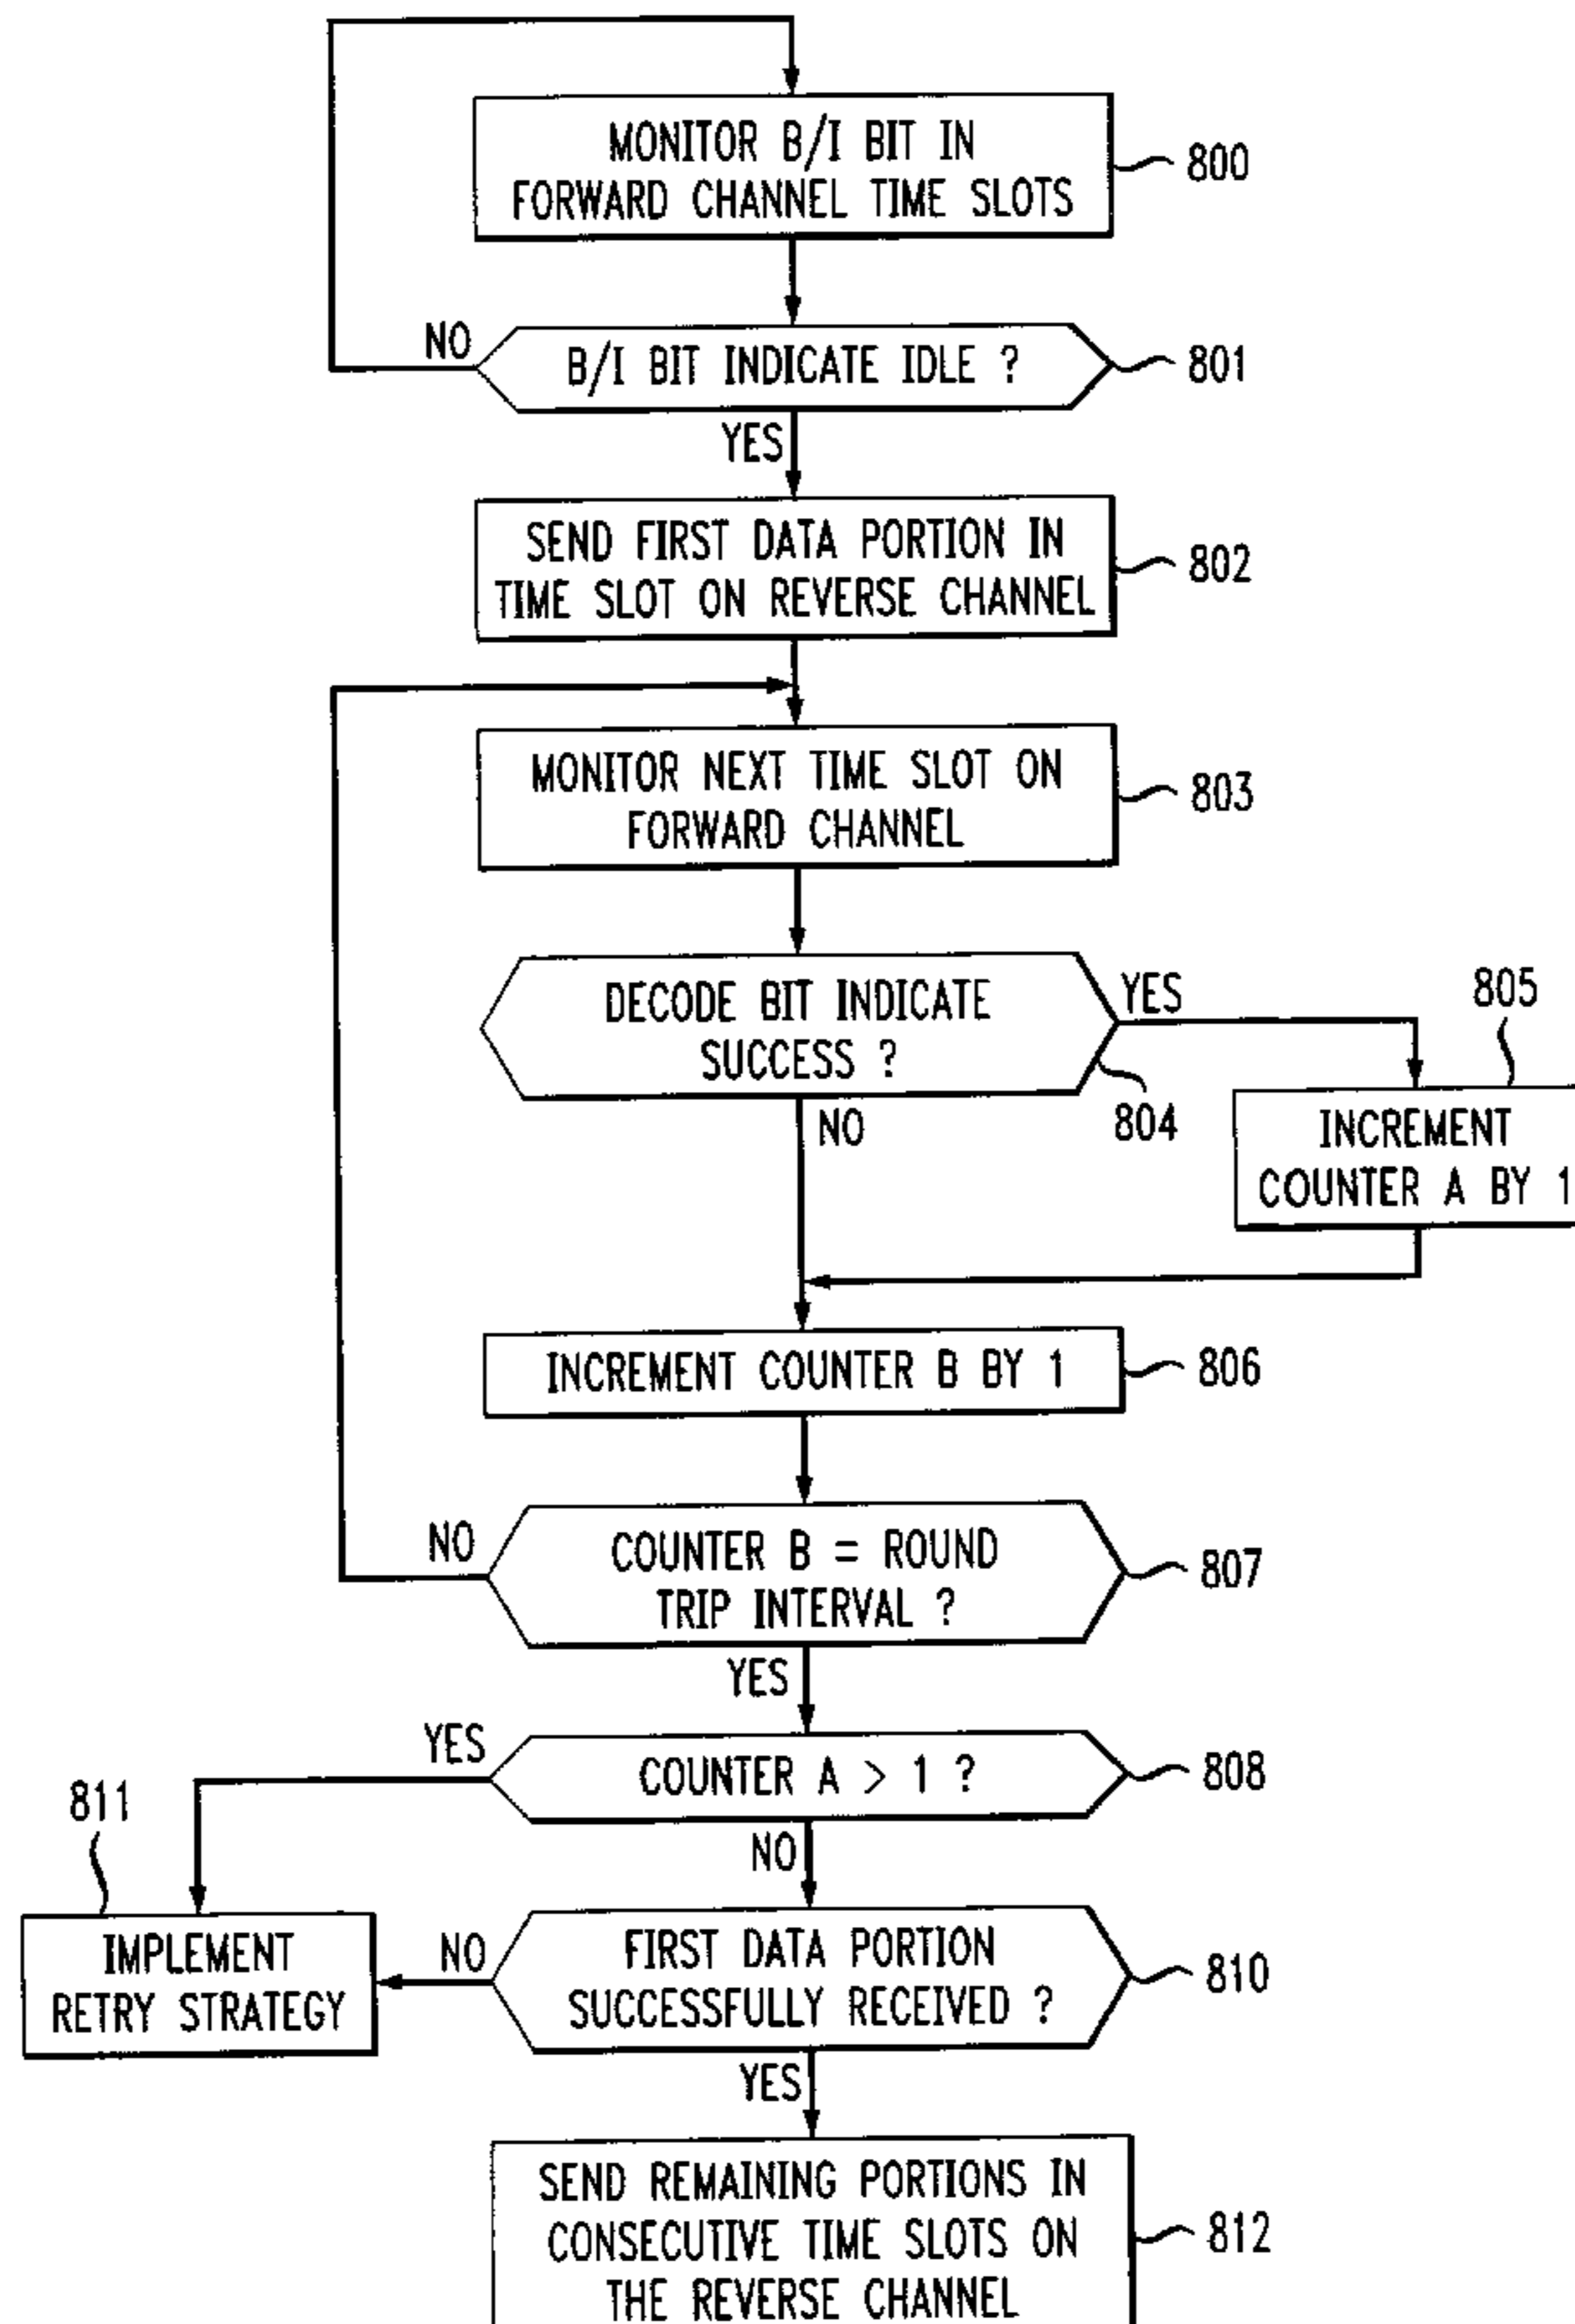 MONITOR B/I BIT IN
FORWARD CHANNEL TIME SLOTS
800
NO
B/I BIT INDICATE IDLE ?
801
YES
SEND FIRST DATA PORTION IN
TIME SLOT ON REVERSE CHANNEL
802
MONITOR NEXT TIME SLOT ON
FORWARD CHANNEL
803
DECODE BIT INDICATE
SUCCESS ?
YES
804
NO
805
INCREMENT
COUNTER A BY 1
INCREMENT COUNTER B BY 1
806
NO
COUNTER B = ROUND
TRIP INTERVAL ?
807
YES
YES
COUNTER A > 1 ?
808
811
NO
IMPLEMENT
RETRY STRATEGY
NO
FIRST DATA PORTION
SUCCESSFULLY RECEIVED ?
810
YES
SEND REMAINING PORTIONS IN
CONSECUTIVE TIME SLOTS ON
THE REVERSE CHANNEL
812